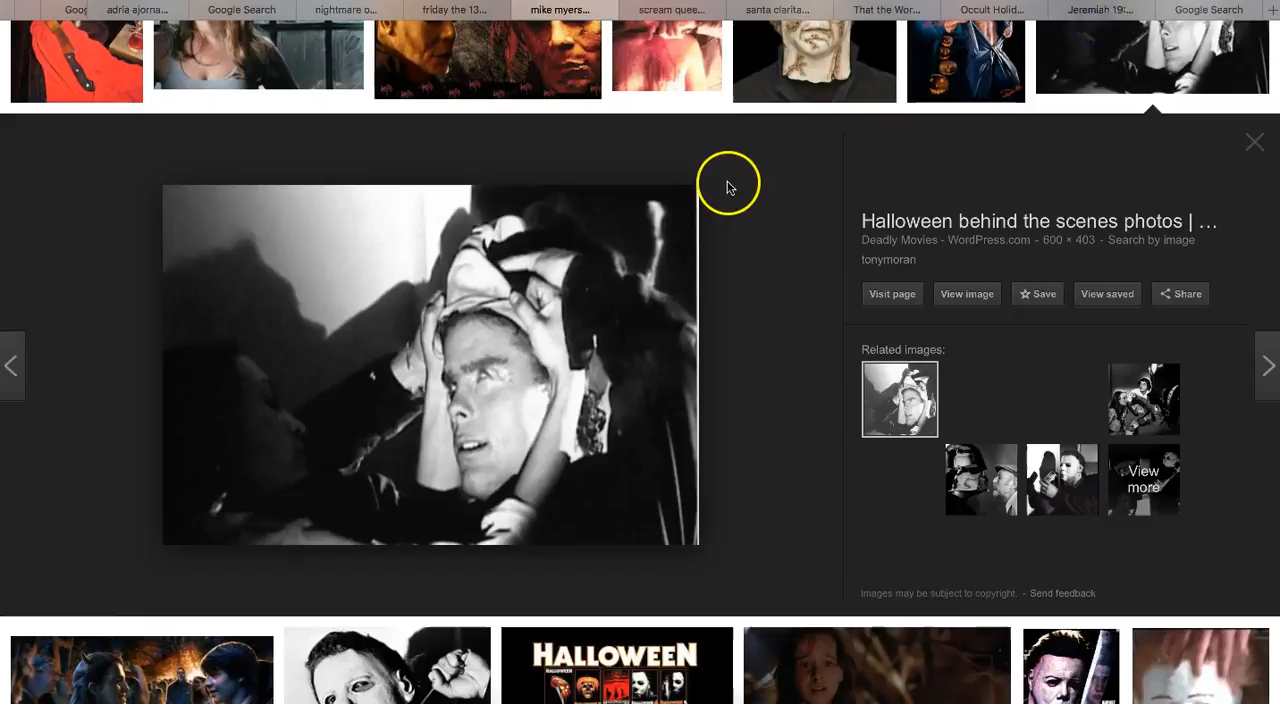 Goo
adria ajorna...
Google Search
nightmare o...
friday the 13...
mike myers...
scream quee...
santa clarita...
That the Wor...
Occult Holid...
Jeremiah 19:...
Google Search
Halloween behind the scenes photos | ...
Deadly Movies - WordPress.com - 600 × 403 - Search by image
tonymoran
Visit page
View image
Save
View saved
Share
Related images:
View
more
Images may be subject to copyright. - Send feedback
HALLOWEEN